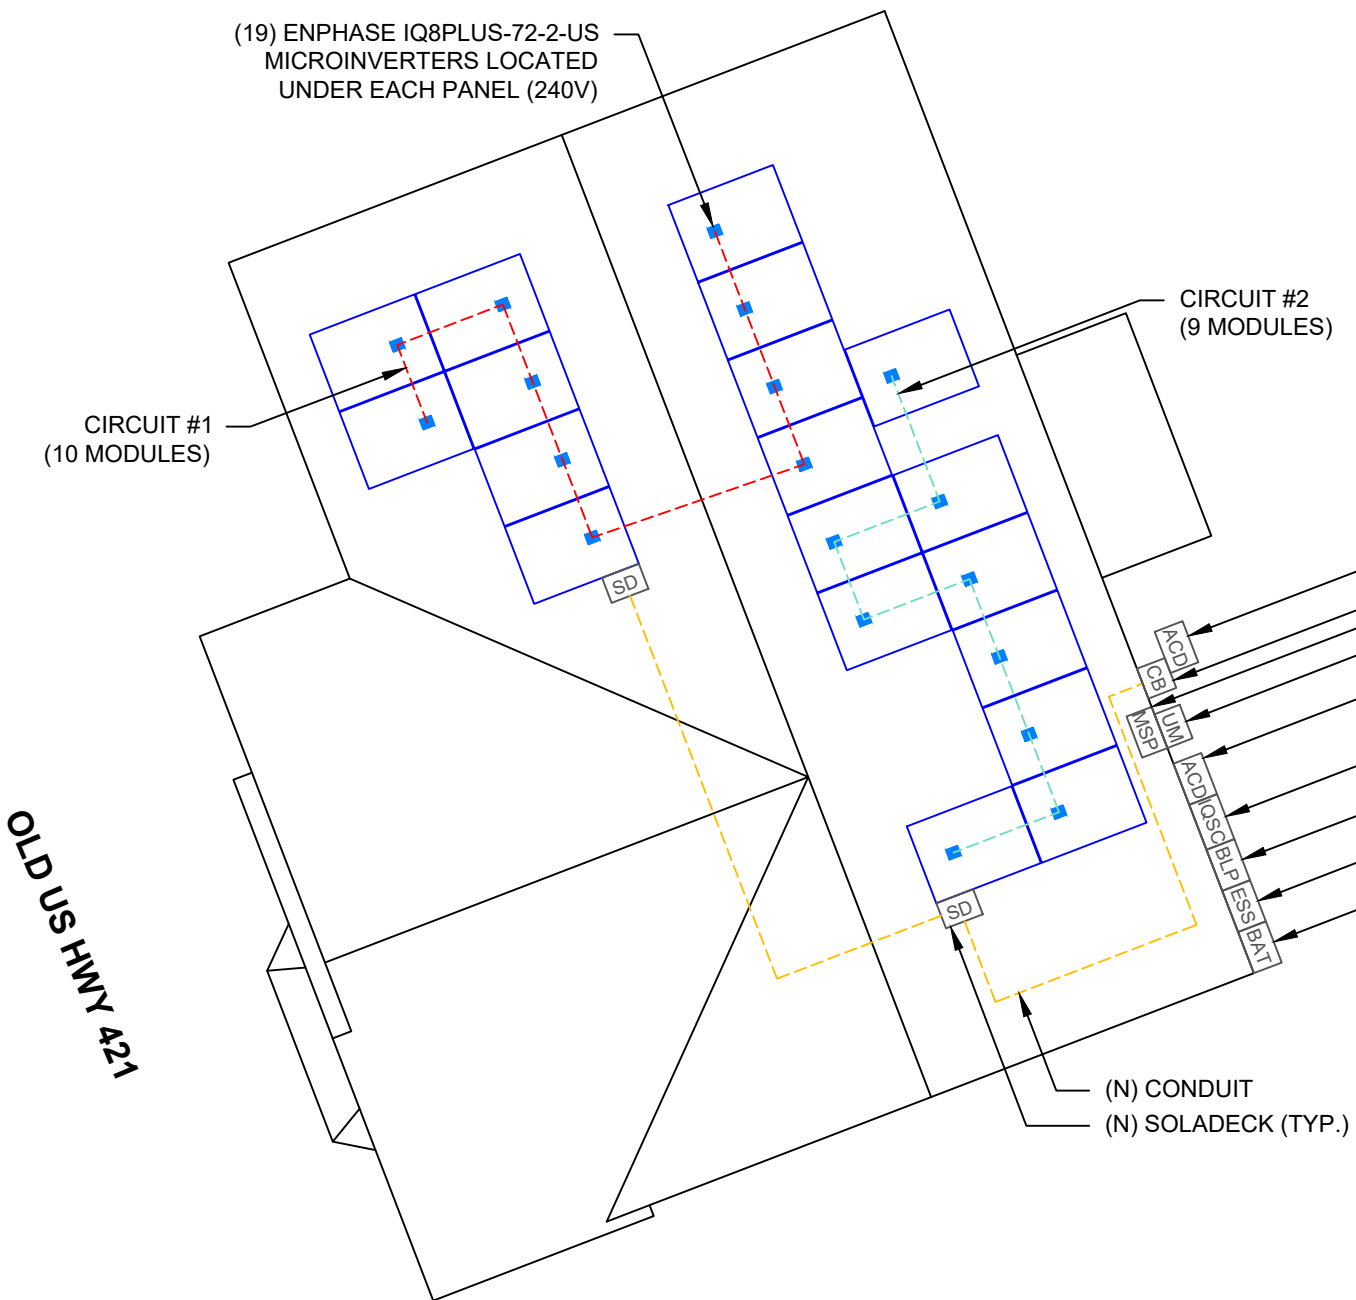 (19) ENPHASE IQ8PLUS-72-2-US
MICROINVERTERS LOCATED
UNDER EACH PANEL (240V)
CIRCUIT #2
(9 MODULES)
CIRCUIT #1
(10 MODULES)
SD
ACD
CB
UM
MSP
ACD
IQSC
BLP
ESS
BAT
SD
OLD US HWY 421
(N) CONDUIT
(N) SOLADECK (TYP.)